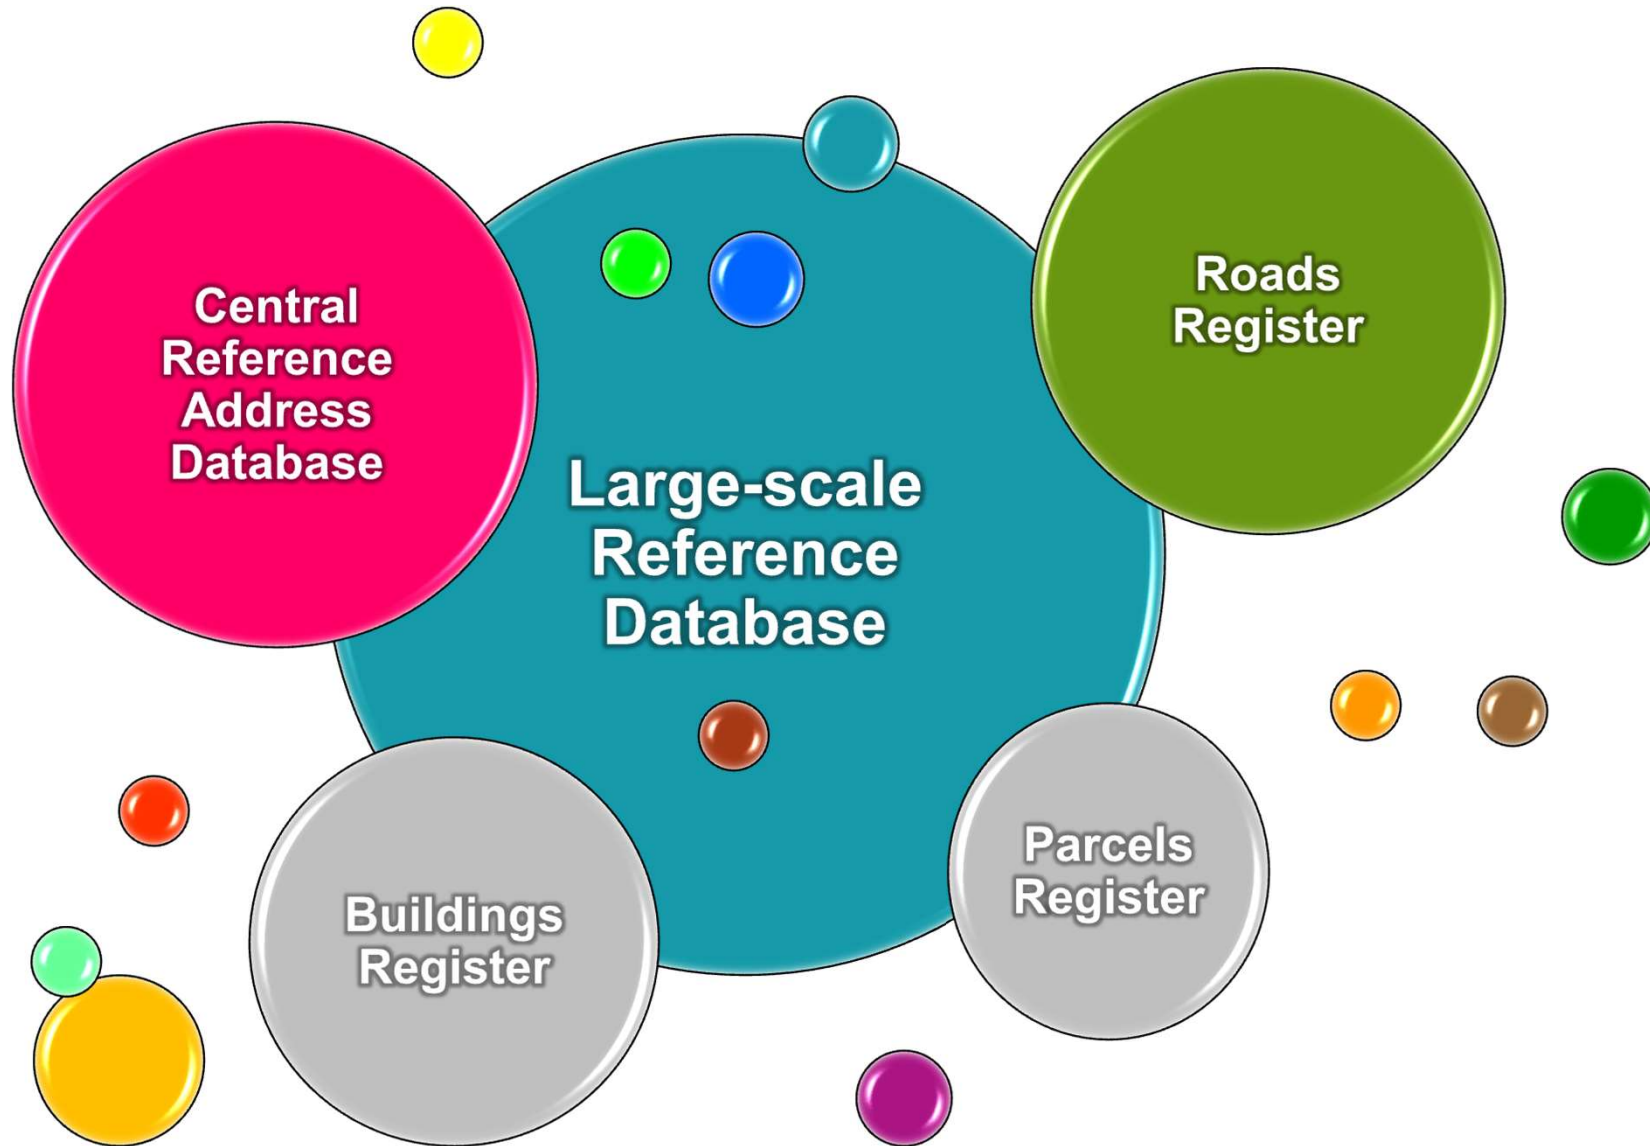 Central
Reference
Address
Database
Roads
Register
Large-scale
Reference
Database
Buildings
Register
Parcels
Register